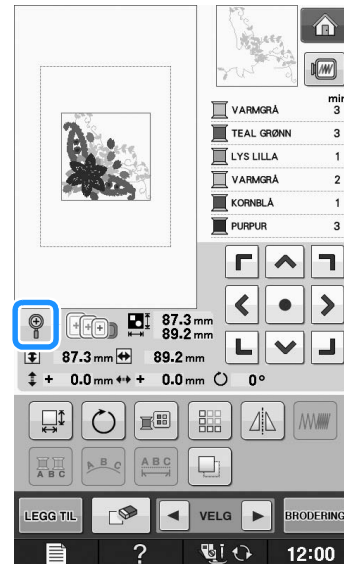 min
VARMGRÅ 3
TEAL GRØNN 3
LYS LILLA 1
VARMGRÅ 2
KORNBLÅ 1
PURPUR 3
87.3 mm
89.2 mm
87.3 mm 89.2 mm
+ 0.0 mm + 0.0 mm 0°
A B C A B C A B C
LEGG TIL VELG BRODERING
? 12:00